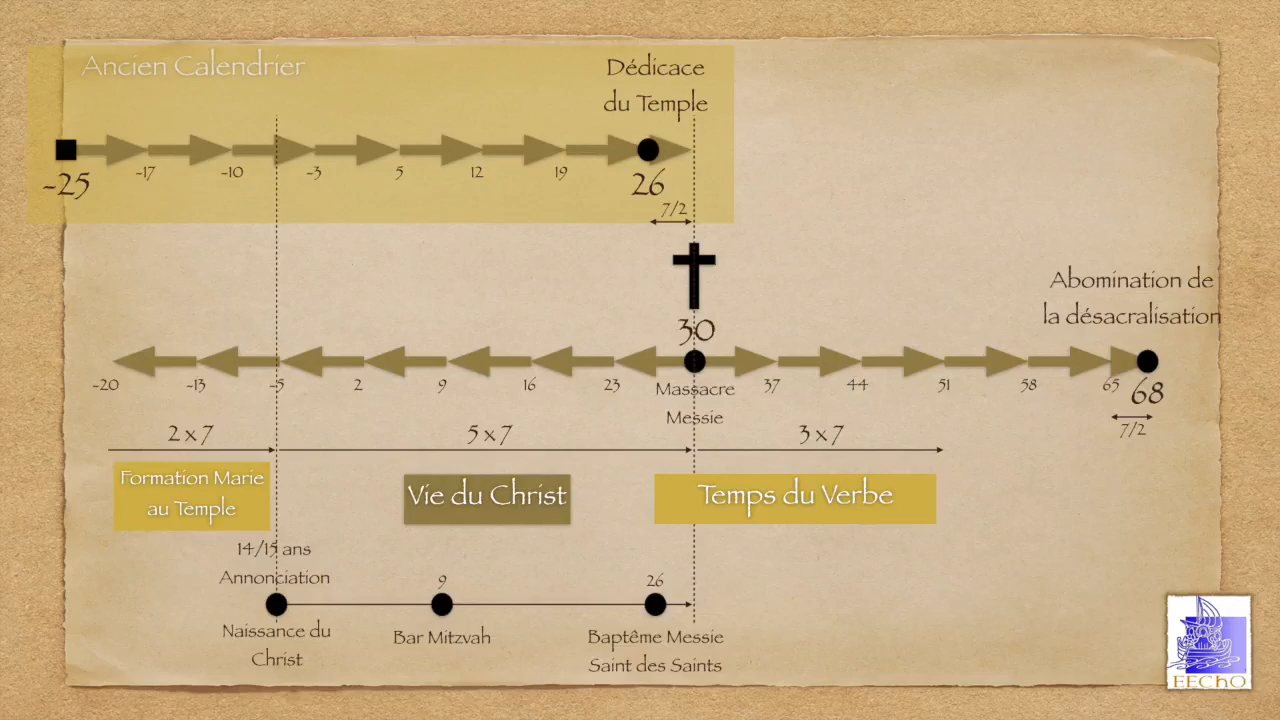 Ancien Calendrier
Dédicace
du Temple
-25
-17
-10
-3
5
12
19
26
7/2
30
Abomination de
la désacralisation
-20
-13
-5
2
9
16
23
Massacre
Messie
37
44
51
58
65
68
7/2
2 x 7
5 x 7
3 x 7
Formation Marie
au Temple
Vie du Christ
Temps du Verbe
14/15 ans
Annonciation
9
26
Naissance du
Christ
Bar Mitzvah
Baptême Messie
Saint des Saints
EEChO